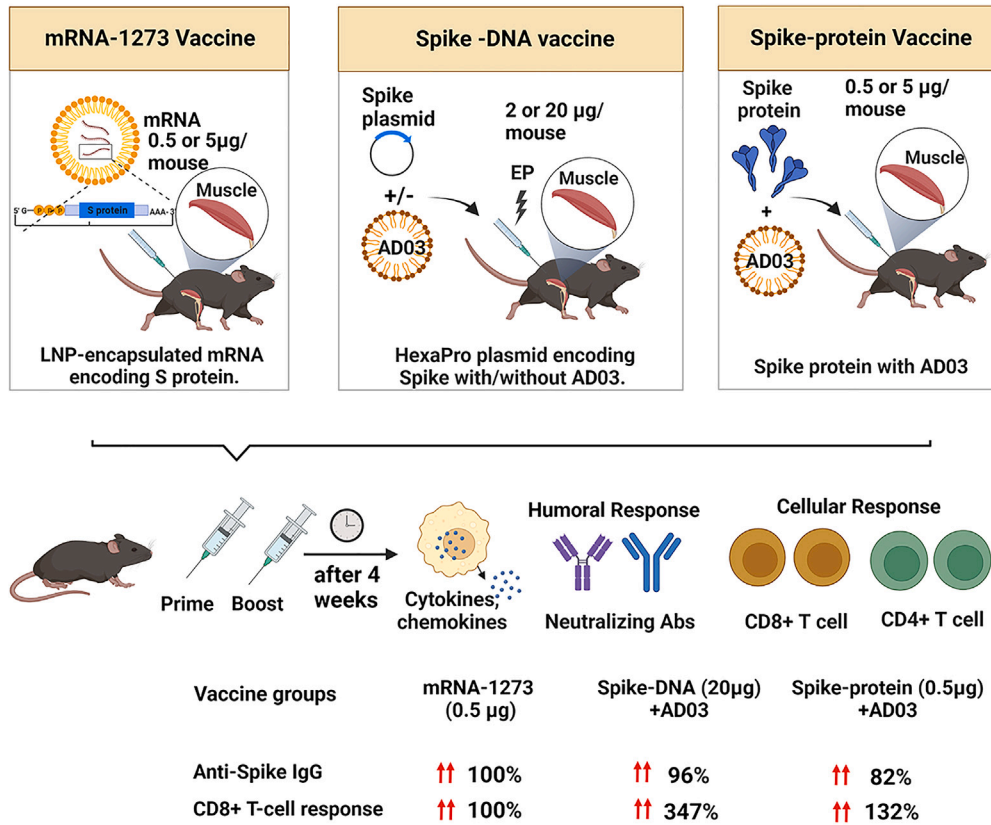 mRNA-1273 Vaccine
mRNA
0.5 or 5µg/
mouse
Muscle
5' G
P P P
S protein
AAA- 3'
LNP-encapsulated mRNA
encoding S protein.
Spike -DNA vaccine
Spike
plasmid
2 or 20 µg/
mouse
EP
Muscle
+/-
AD03
HexaPro plasmid encoding
Spike with/without AD03.
Spike-protein Vaccine
Spike
protein
0.5 or 5 µg/
mouse
Muscle
+
AD03
Spike protein with AD03
Prime Boost
after 4
weeks
Cytokines,
chemokines
Humoral Response
Neutralizing Abs
Cellular Response
CD8+ T cell
CD4+ T cell
Vaccine groups
mRNA-1273
(0.5 µg)
Spike-DNA (20µg)
+AD03
Spike-protein (0.5µg)
+AD03
Anti-Spike IgG 100% 96% 82%
CD8+ T-cell response 100% 347% 132%